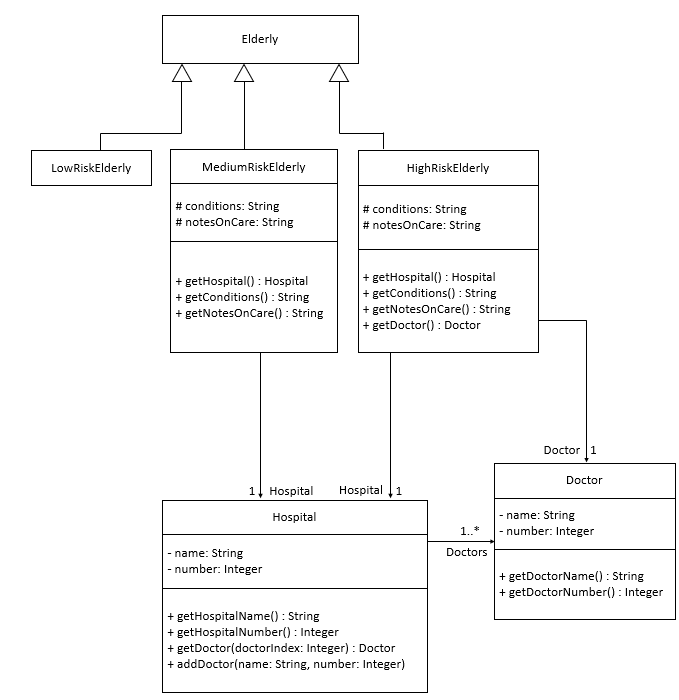 Elderly
LowRiskElderly
MediumRiskElderly
# conditions: String
# notesOnCare: String
+ getHospital() : Hospital
+ getConditions() : String
+ getNotesOnCare() : String
HighRiskElderly
# conditions: String
# notesOnCare: String
+ getHospital() : Hospital
+ getConditions() : String
+ getNotesOnCare() : String
+ getDoctor() : Doctor
1 Hospital
Hospital 1
Doctor 1
Hospital
- name: String
- number: Integer
+ getHospitalName() : String
+ getHospitalNumber() : Integer
+ getDoctor(doctorIndex: Integer) : Doctor
+ addDoctor(name: String, number: Integer)
1..*
Doctors
Doctor
- name: String
- number: Integer
+ getDoctorName() : String
+ getDoctorNumber() : Integer